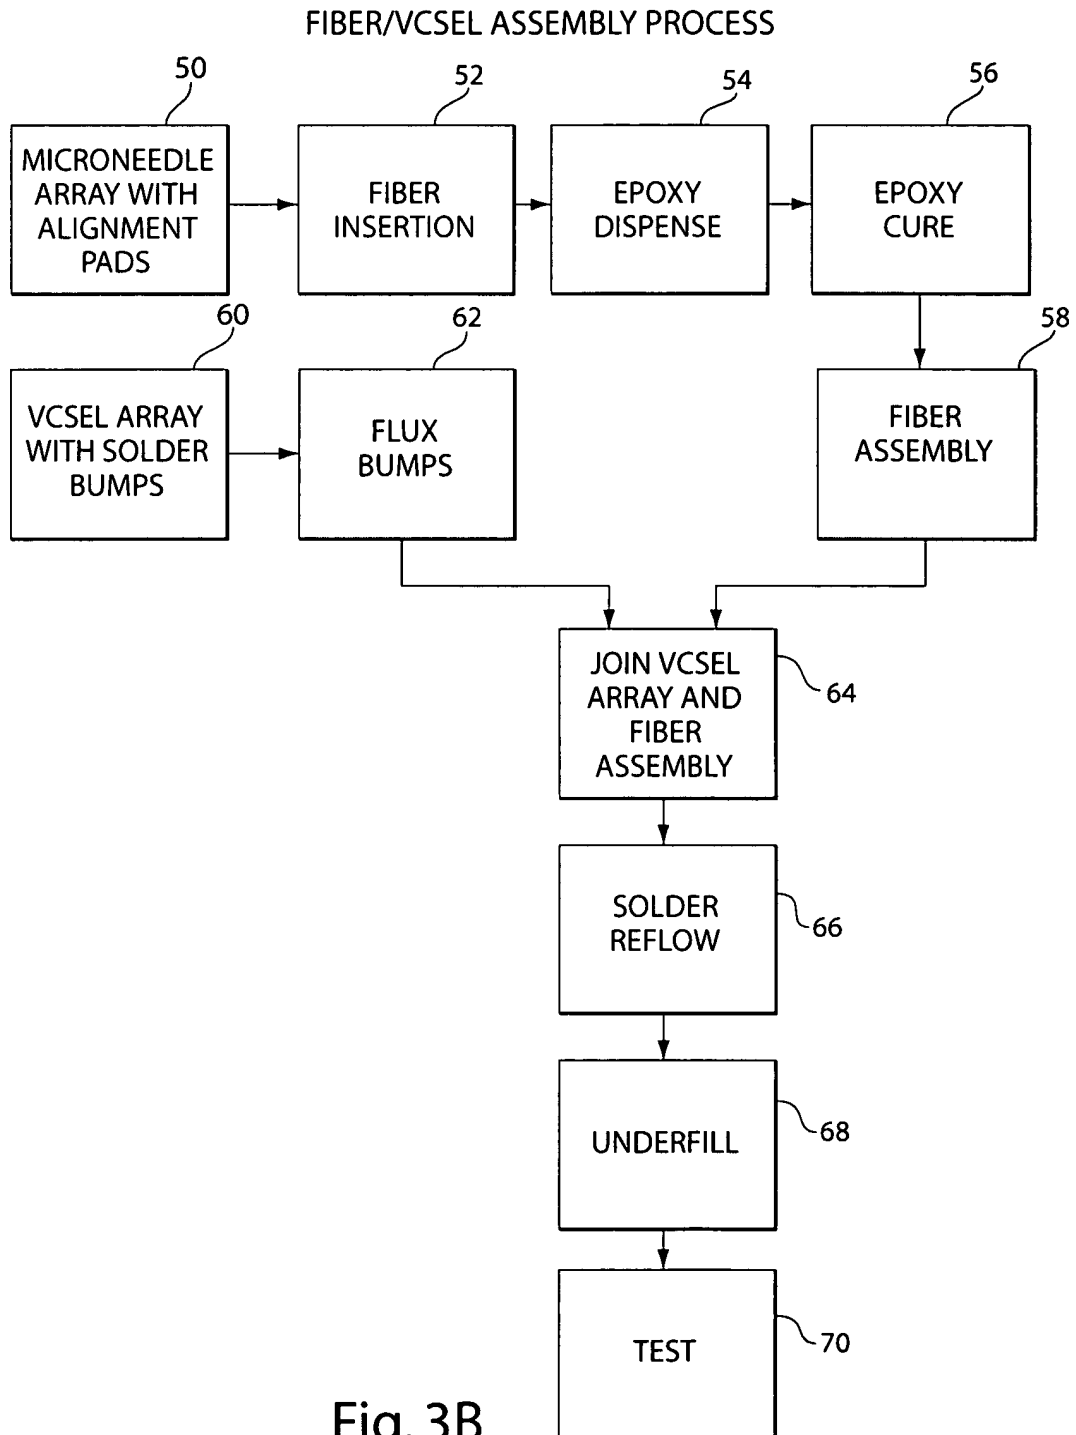 FIBER/VCSEL ASSEMBLY PROCESS
50
52
54
56
MICRONEEDLE
ARRAY WITH
ALIGNMENT
PADS
FIBER
INSERTION
EPOXY
DISPENSE
EPOXY
CURE
60
62
58
VCSEL ARRAY
WITH SOLDER
BUMPS
FLUX
BUMPS
FIBER
ASSEMBLY
JOIN VCSEL
ARRAY AND
FIBER
ASSEMBLY
64
SOLDER
REFLOW
66
UNDERFILL
68
TEST
70
Fig. 3B